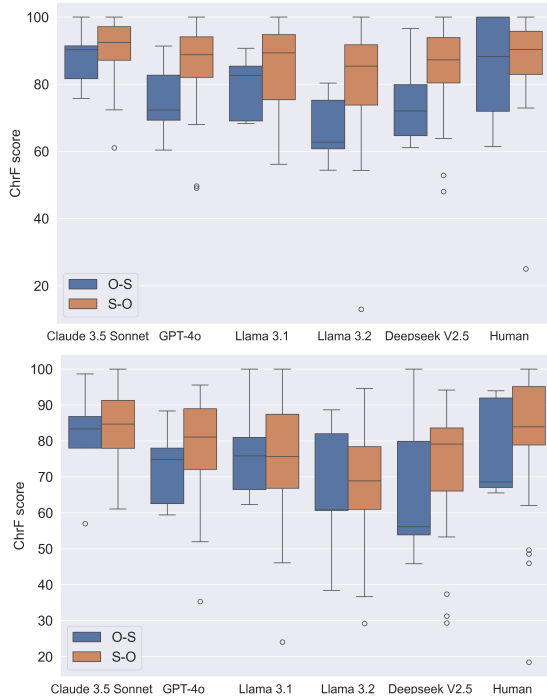 100
80
60
40
20
ChrF score
O-S
S-O
Claude 3.5 Sonnet GPT-4o Llama 3.1 Llama 3.2 Deepseek V2.5 Human
100
90
80
70
60
50
40
30
20
ChrF score
O-S
S-O
Claude 3.5 Sonnet GPT-4o Llama 3.1 Llama 3.2 Deepseek V2.5 Human